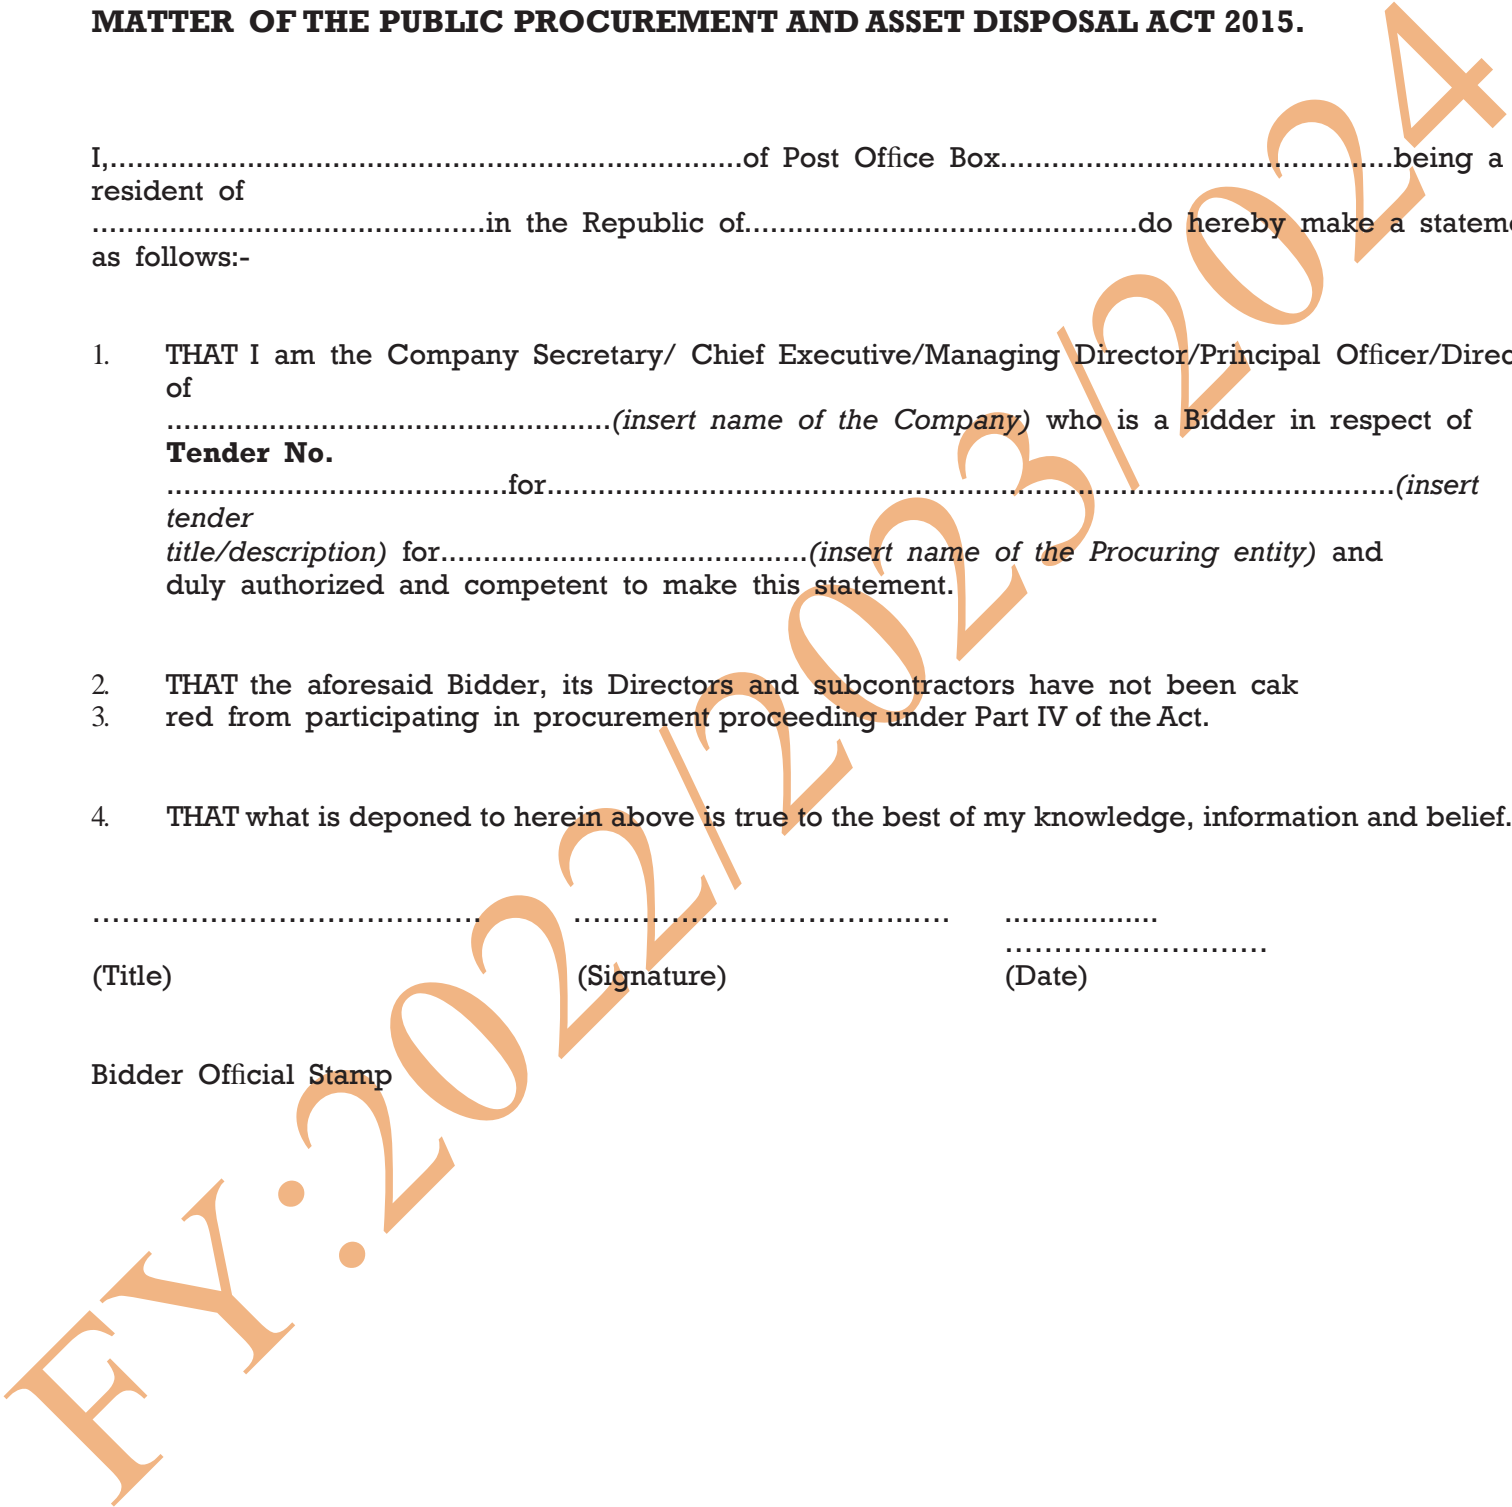 MATTER OF THE PUBLIC PROCUREMENT AND ASSET DISPOSAL ACT 2015.
I,..........................................................................of Post Office Box..............................................being a
resident of
..............................................in the Republic of..............................................do hereby make a
as follows:-
1. THAT I am the Company Secretary/ Chief Executive/Managing Director/Principal Officer/
of
....................................................(insert name of the Company) who is a Bidder in respect of
Tender No.
........................................for...................................................................................................(insert
tender
title/description) for...........................................(insert name of the Procuring entity) and
duly authorized and competent to make this statement.
2. THAT the aforesaid Bidder, its Directors and subcontractors have not been cak
3. red from participating in procurement proceeding under Part IV of the Act.
4. THAT what is deponed to herein above is true to the best of my knowledge, information and belief.
.......................................... .......................................... ..................
............................
(Title) (Signature) (Date)
Bidder Official Stamp
FY:2022/2023/2024